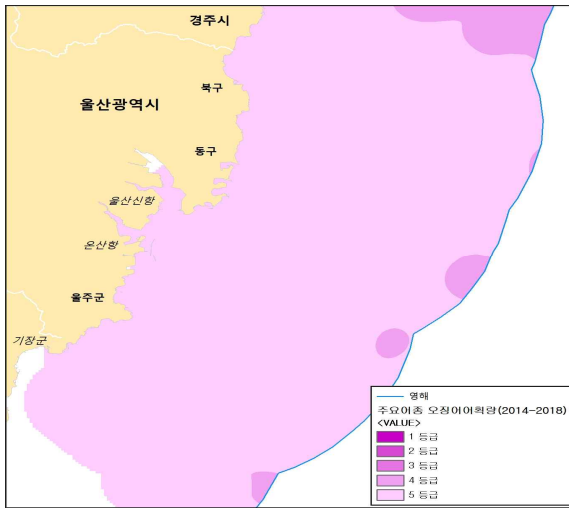 경주시
북구
울산광역시
동구
울산신항
온산항
울주군
기장군
영해
주요어종 오징어어획량(2014-2018)
<VALUE>
1 등급
2 등급
3 등급
4 등급
5 등급